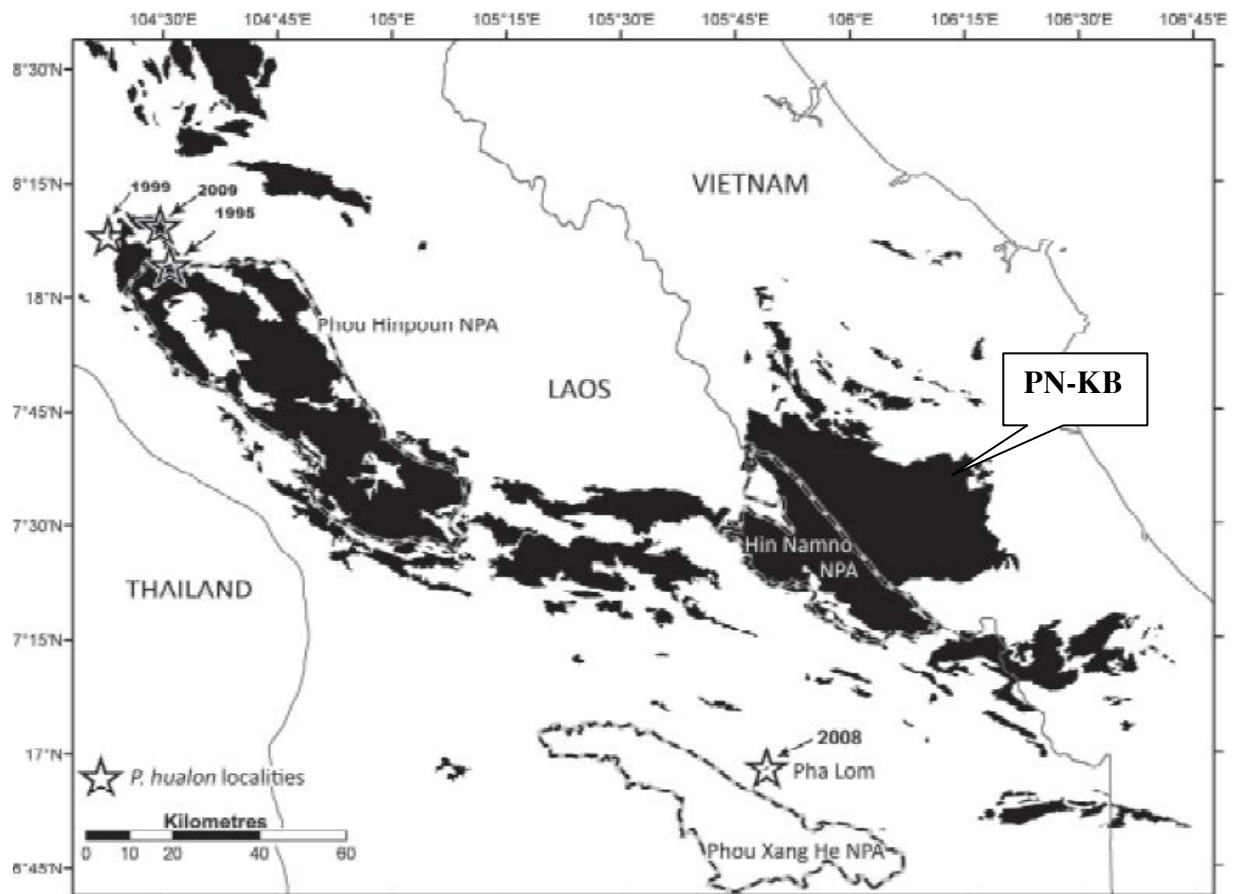 104°30'E 104°45'E 105°5'E 105°15'E 105°30'E 105°45'E 106°E 106°15'E 106°30'E 106°45'E
8°30'N
8°15'N
1999
2009
1995
VIETNAM
18°N
Phou Hinpoun NPA
LAOS
PN-KB
7°45'N
7°30'N
Hin Namno
NPA
THAILAND
7°15'N
2008
17°N
Pha Lom
P. hualon localities
Kilometres
0 10 20 40 60
Phou Xang He NPA
6°45'N